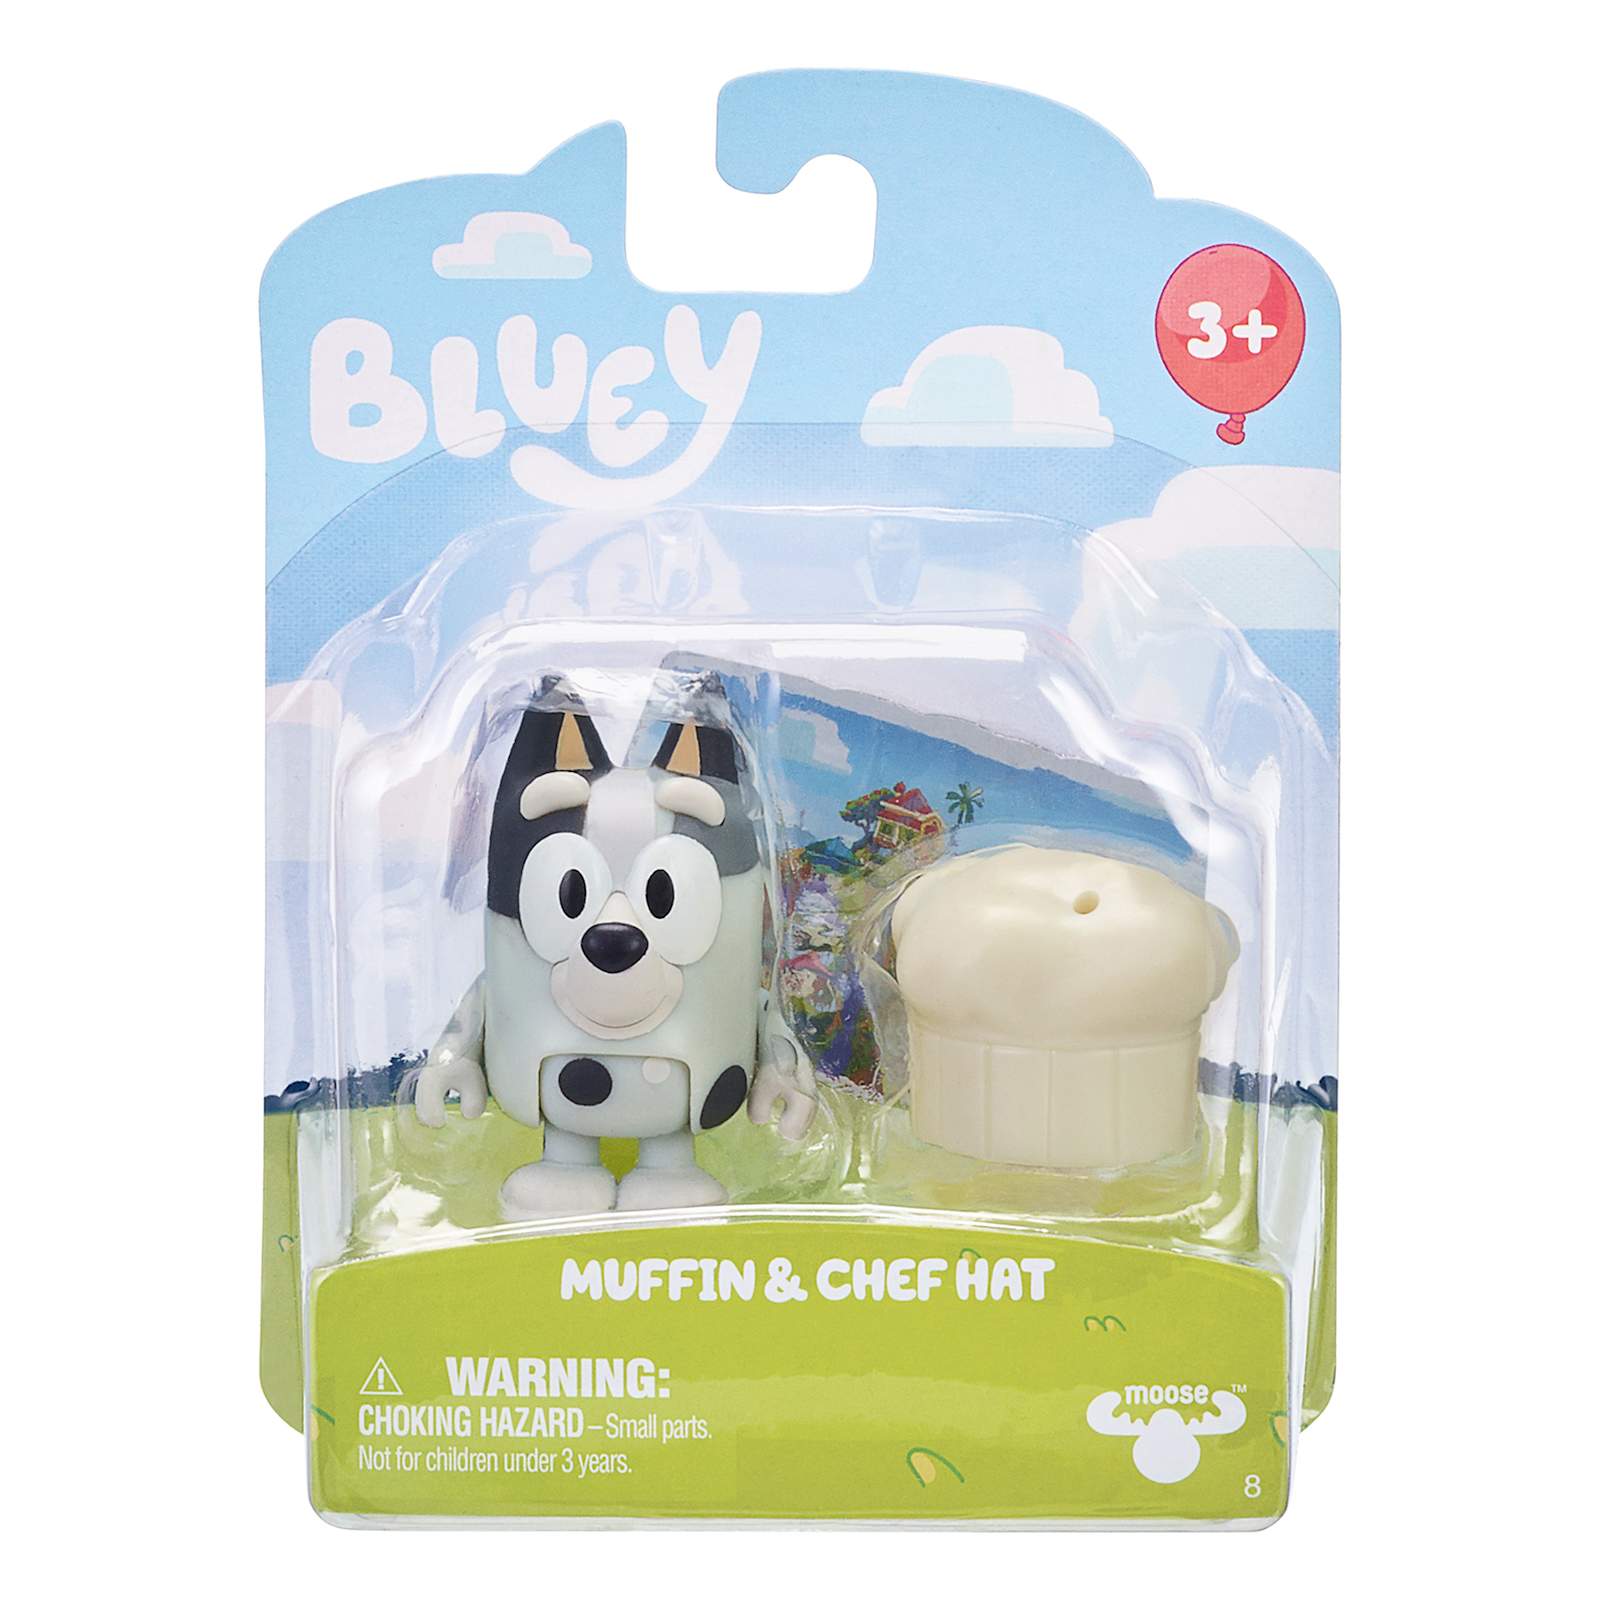 BLUEY
3+
MUFFIN & CHEF HAT
WARNING:
CHOKING HAZARD – Small parts.
Not for children under 3 years.
moose™
8